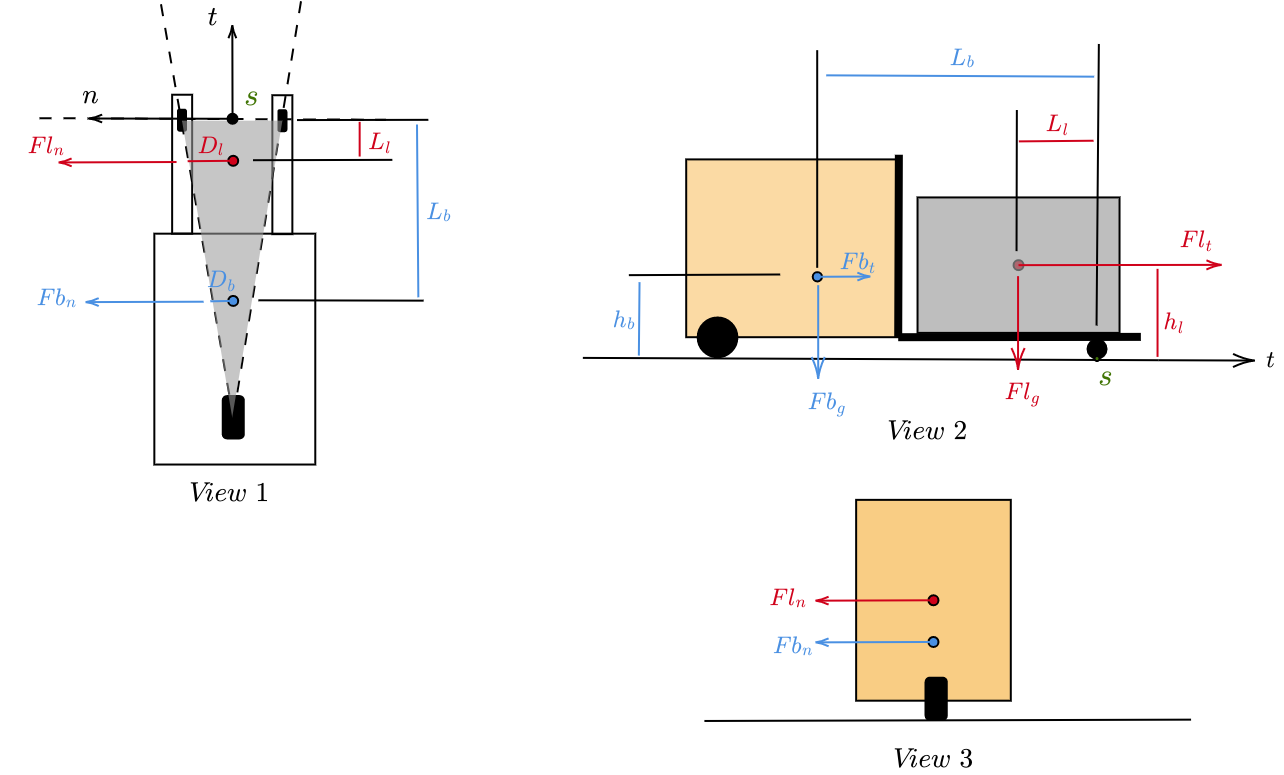 t
n
s
Fl_n
D_l
L_l
L_b
D_b
Fb_n
View 1
L_b
L_l
Fl_t
Fb_t
h_b
h_l
t
s
Fb_g
Fl_g
View 2
Fl_n
Fb_n
View 3